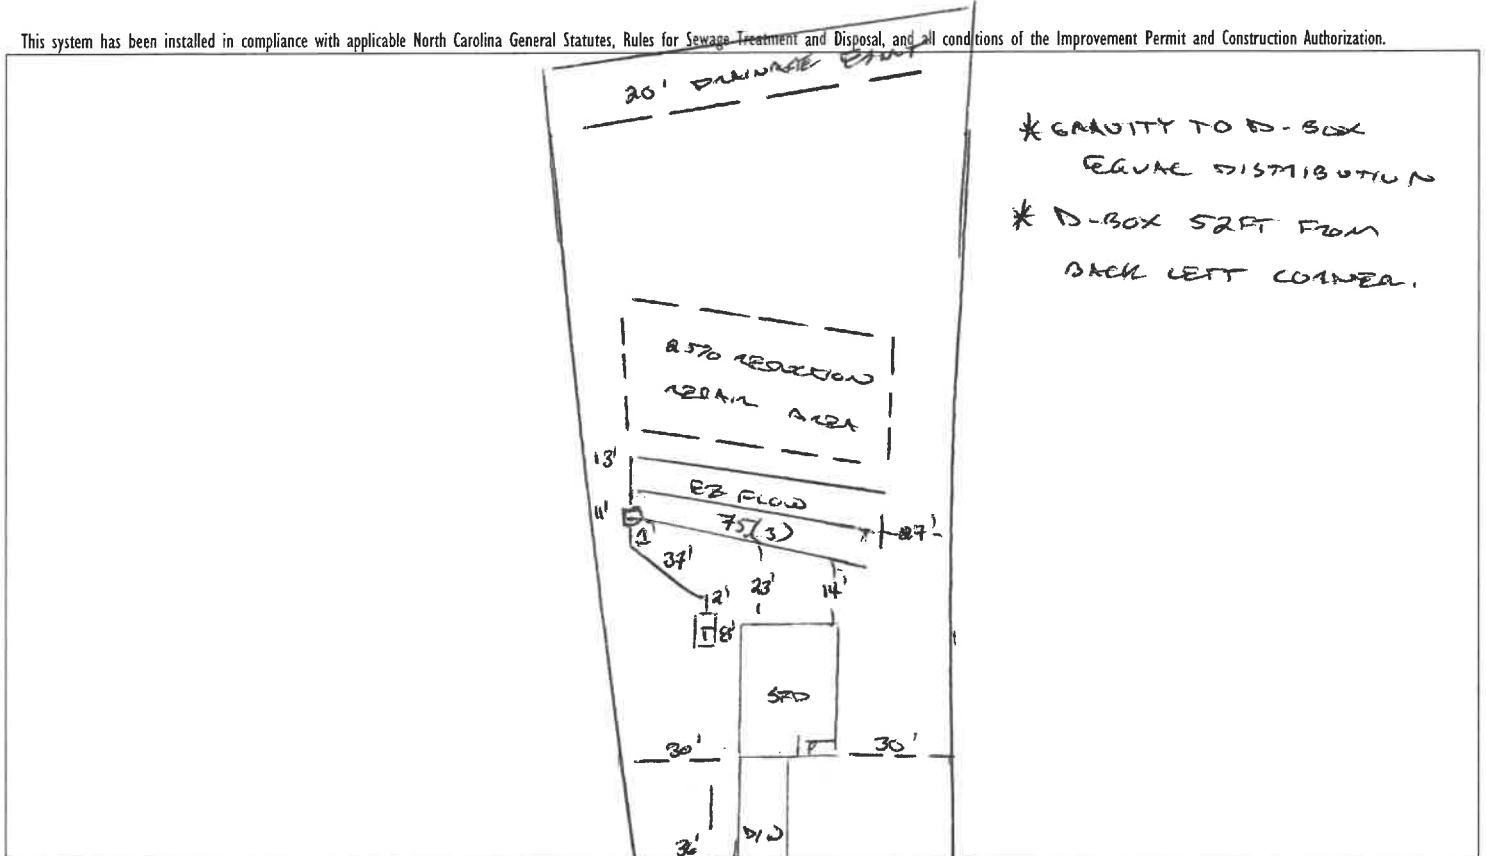 This system has been installed in compliance with applicable North Carolina General Statutes, Rules for Sewage Treatment and Disposal, and all conditions of the Improvement Permit and Construction Authorization.
20' DRAINAGE ESMT
* GRAVITY TO D-BOX
EQUAL DISTRIBUTION
* D-BOX 52FT FROM
BACK LEFT CORNER.
25% REDUCTION
REPAIR AREA
13'
EZ FLOW
11'
75(3)
27'
1'
37'
23'
14'
2'
T 8'
SFD
P
30'
30'
D/W
36'